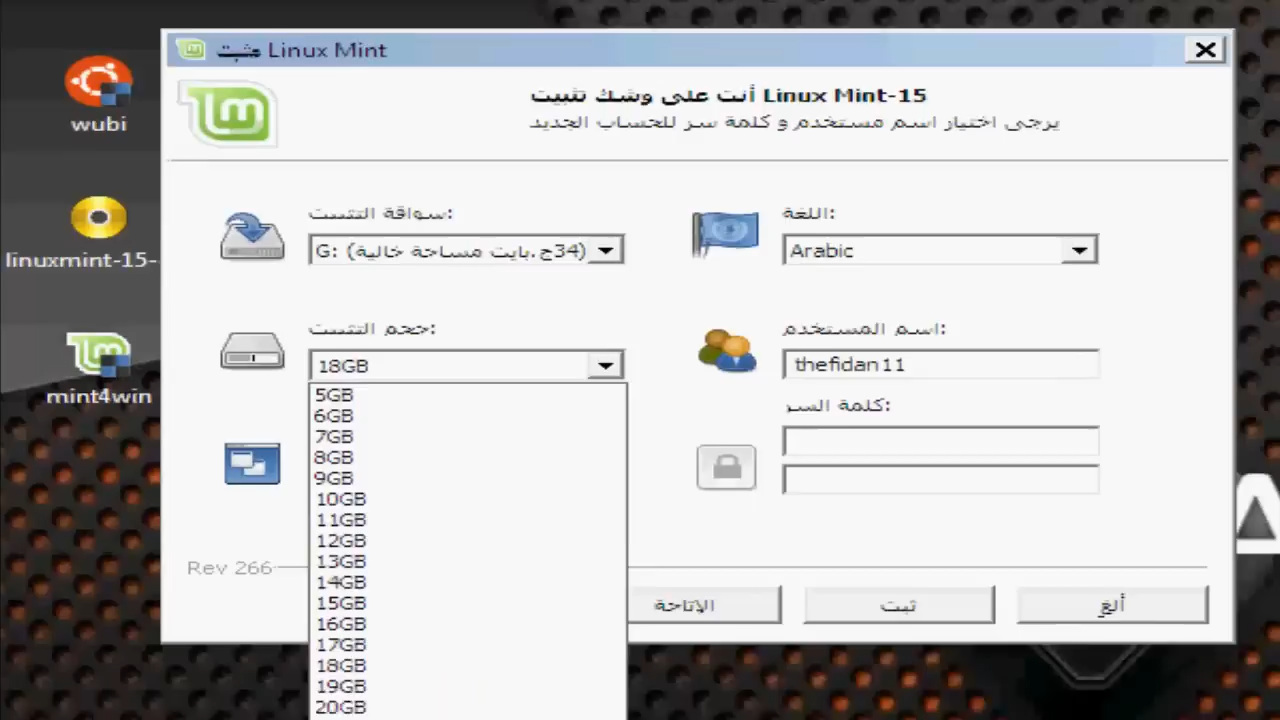 wubi
linuxmint-15-
mint4win
مثبت Linux Mint
أنت على وشك تثبيت Linux Mint-15
يرجى اختيار اسم مستخدم و كلمة سر للحساب الجديد
سواقة التثبيت:
G: (34ج.بايت مساحة خالية)
اللغة:
Arabic
حجم التثبيت:
18GB
اسم المستخدم:
thefidan11
كلمة السر:
5GB
6GB
7GB
8GB
9GB
10GB
11GB
12GB
13GB
14GB
15GB
16GB
17GB
18GB
19GB
20GB
Rev 266
الإتاحة
ثبت
ألغ